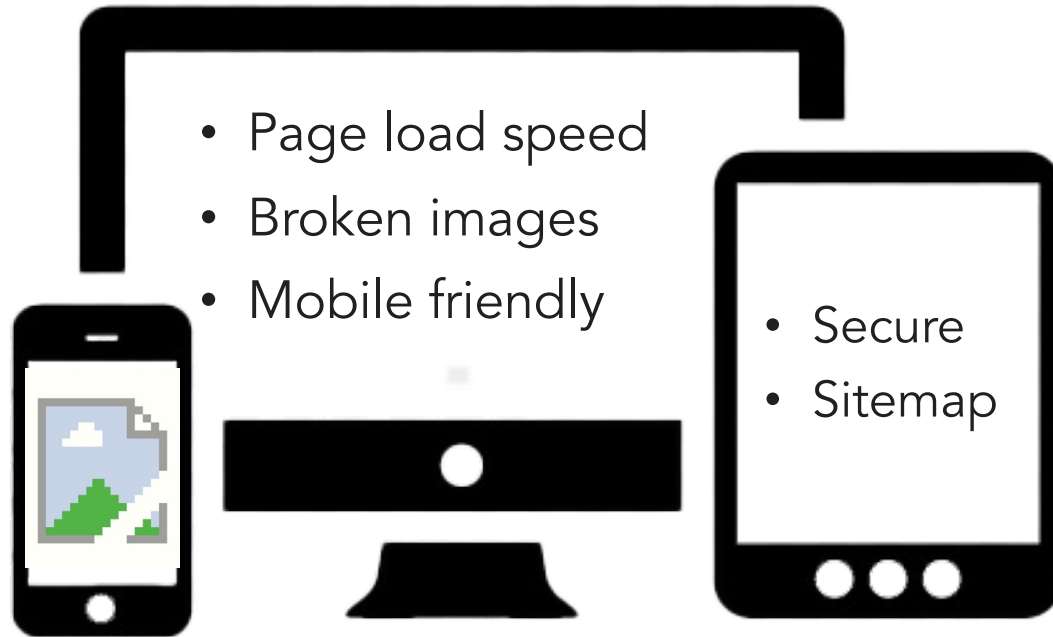 • Page load speed
• Broken images
• Mobile friendly
• Secure
• Sitemap